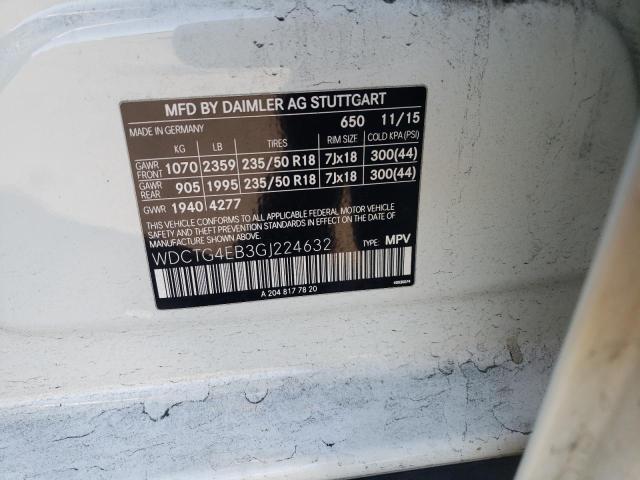 MFD BY DAIMLER AG STUTTGART
MADE IN GERMANY 650 11/15
KG LB TIRES RIM SIZE COLD KPA (PSI)
GAWR FRONT 1070 2359 235/50 R18 7Jx18 300(44)
GAWR REAR 905 1995 235/50 R18 7Jx18 300(44)
GVWR 1940 4277
THIS VEHICLE CONFORMS TO ALL APPLICABLE FEDERAL MOTOR VEHICLE
SAFETY, BUMPER, AND THEFT PREVENTION STANDARDS
IN EFFECT ON THE DATE OF MANUFACTURE SHOWN ABOVE.
WDCTG4EB3GJ224632 TYPE: MPV
A 204 817 78 20